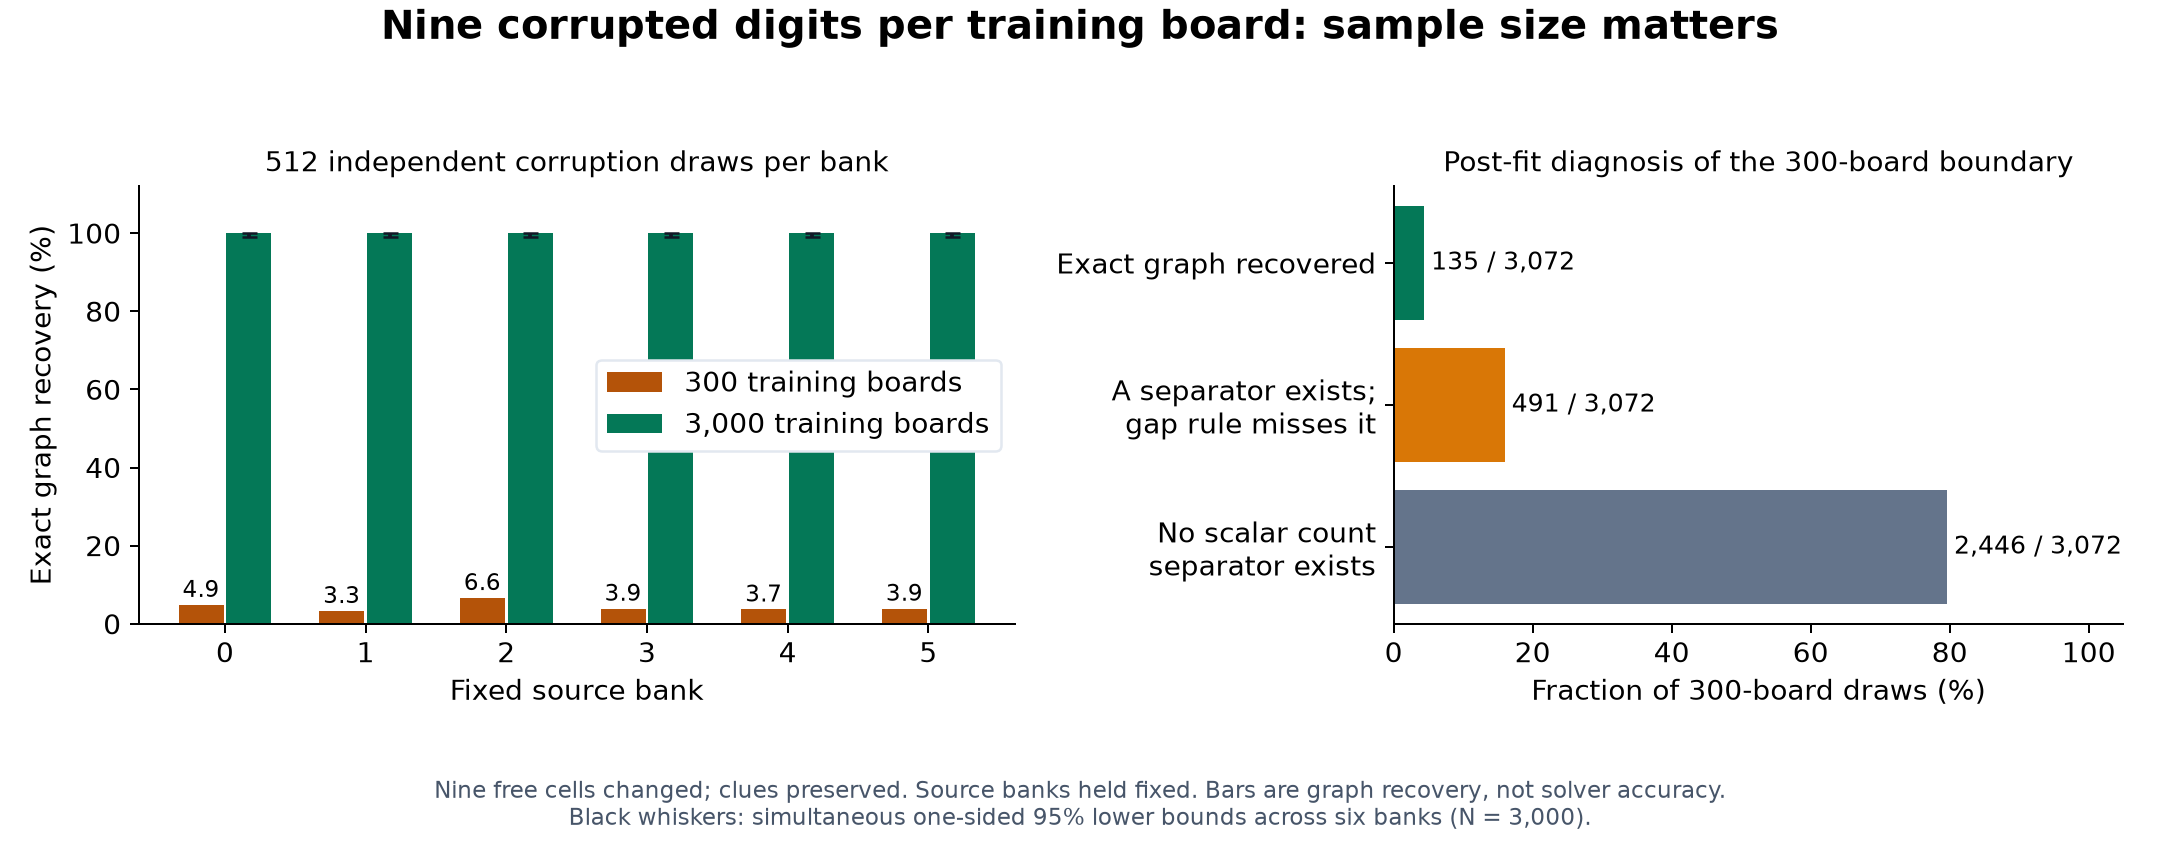 Nine corrupted digits per training board: sample size matters
512 independent corruption draws per bank
Exact graph recovery (%)
100
80
60
40
20
0
4.9
3.3
6.6
3.9
3.7
3.9
300 training boards
3,000 training boards
0
1
2
3
4
5
Fixed source bank
Post-fit diagnosis of the 300-board boundary
Exact graph recovered
135 / 3,072
A separator exists;
gap rule misses it
491 / 3,072
No scalar count
separator exists
2,446 / 3,072
0
20
40
60
80
100
Fraction of 300-board draws (%)
Nine free cells changed; clues preserved. Source banks held fixed. Bars are graph recovery, not solver accuracy.
Black whiskers: simultaneous one-sided 95% lower bounds across six banks (N = 3,000).